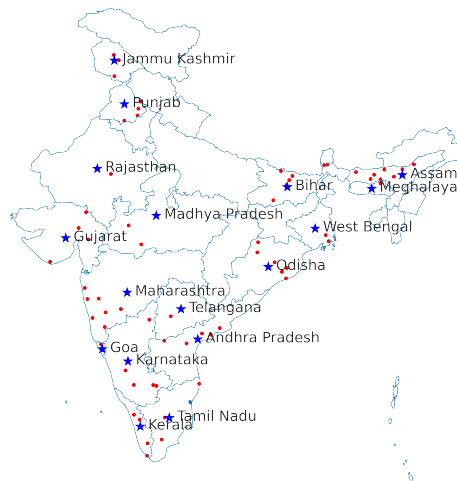 Jammu Kashmir
Punjab
Rajasthan
Assam
Bihar
Meghalaya
Madhya Pradesh
West Bengal
Gujarat
Odisha
Maharashtra
Telangana
Andhra Pradesh
Goa
Karnataka
Tamil Nadu
Kerala